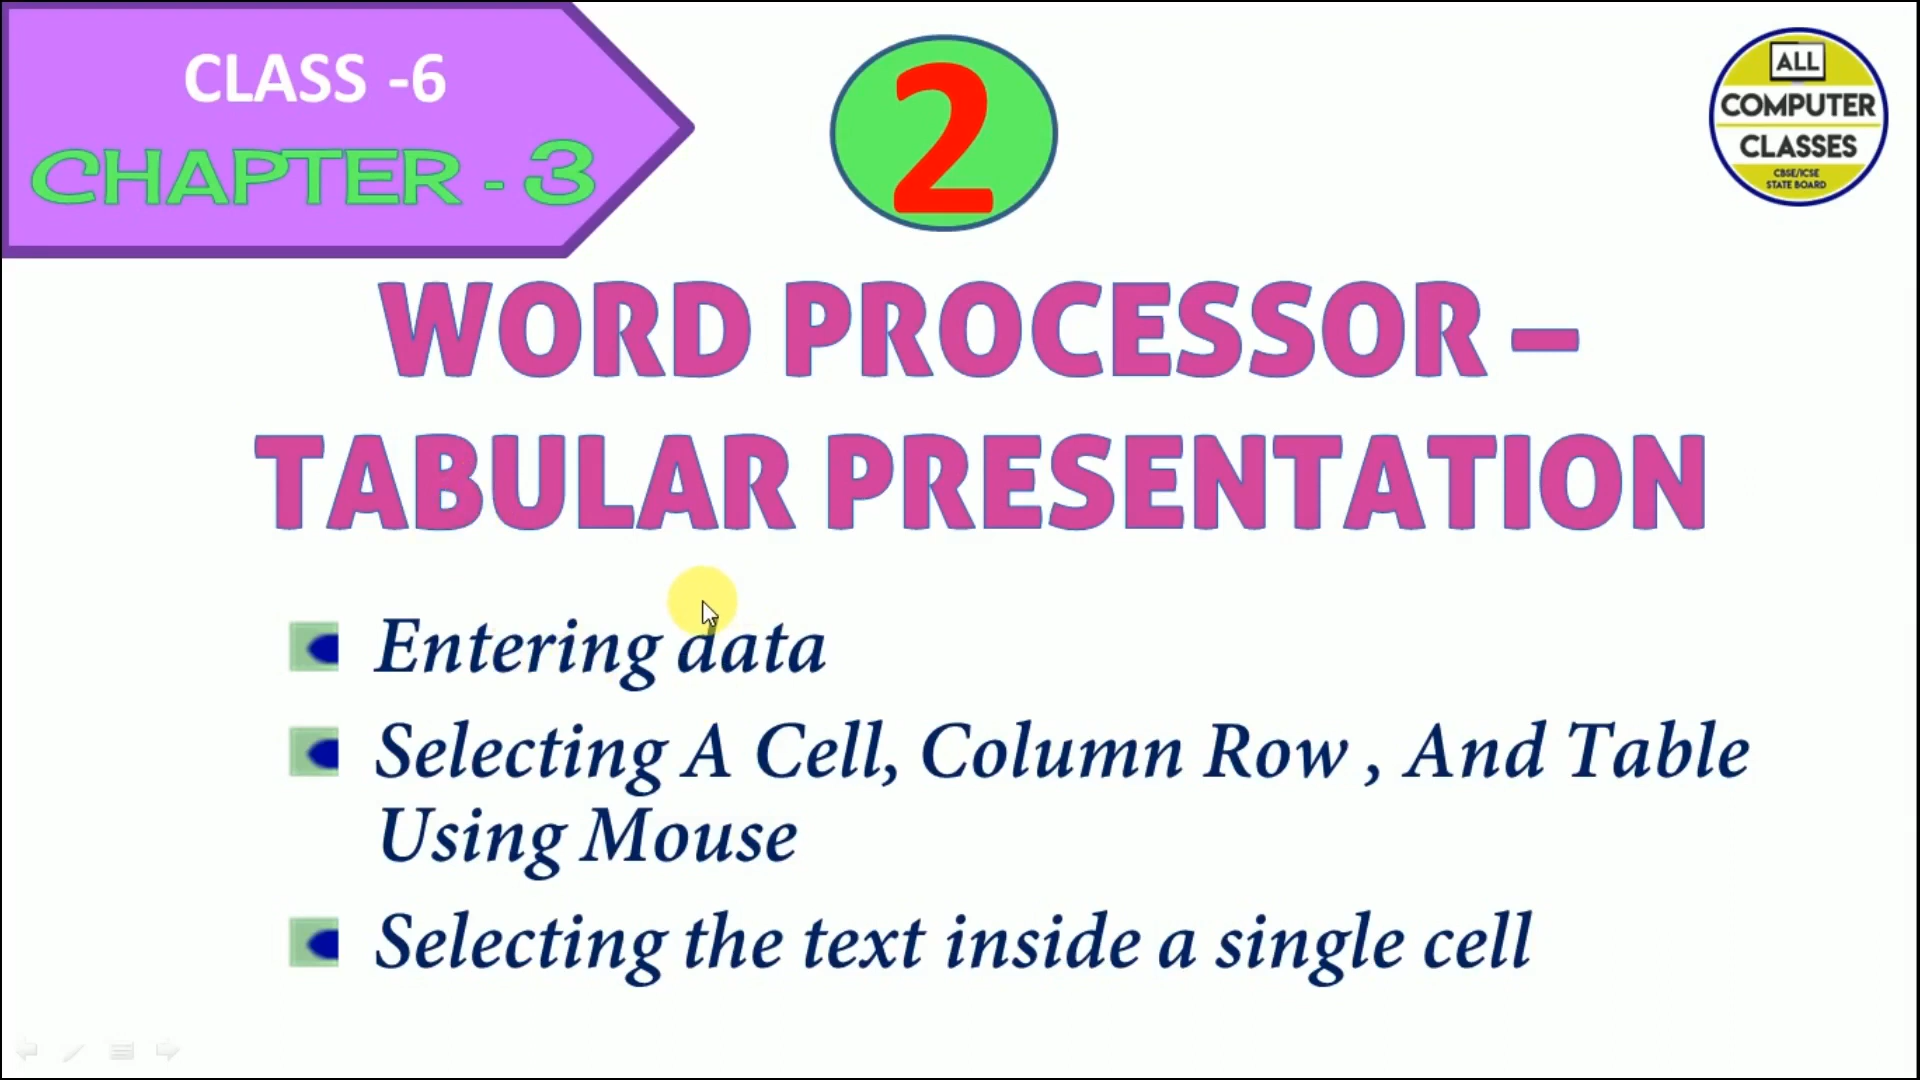 CLASS -6
CHAPTER - 3
2
ALL
COMPUTER
CLASSES
CBSE/ICSE
STATE BOARD
WORD PROCESSOR –
TABULAR PRESENTATION
Entering data
Selecting A Cell, Column Row , And Table
Using Mouse
Selecting the text inside a single cell